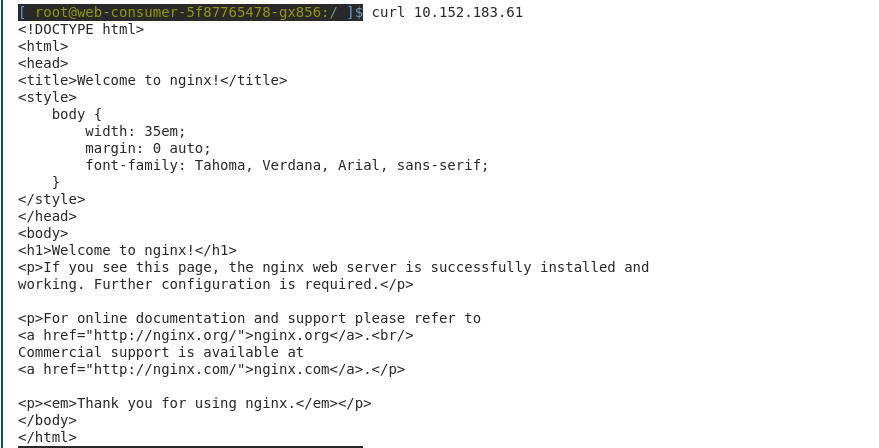 [ root@web-consumer-5f87765478-gx856:/ ]$ curl 10.152.183.61
<!DOCTYPE html>
<html>
<head>
<title>Welcome to nginx!</title>
<style>
    body {
        width: 35em;
        margin: 0 auto;
        font-family: Tahoma, Verdana, Arial, sans-serif;
    }
</style>
</head>
<body>
<h1>Welcome to nginx!</h1>
<p>If you see this page, the nginx web server is successfully installed and
working. Further configuration is required.</p>

<p>For online documentation and support please refer to
<a href="http://nginx.org/">nginx.org</a>.<br/>
Commercial support is available at
<a href="http://nginx.com/">nginx.com</a>.</p>

<p><em>Thank you for using nginx.</em></p>
</body>
</html>